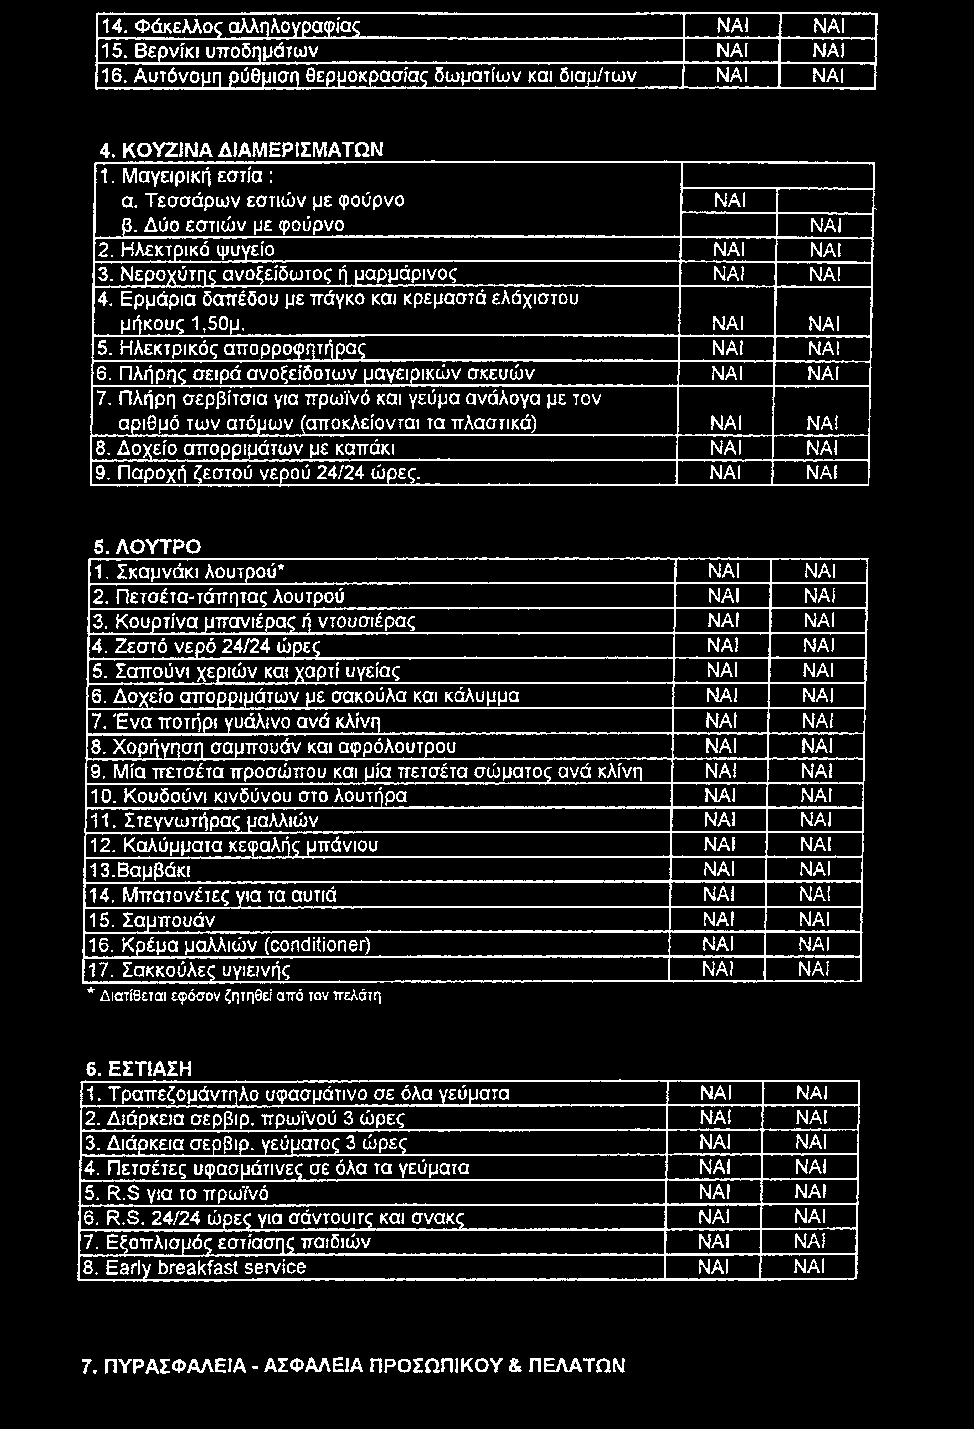 14. Φάκελλος αλληλογραφίας ΝΑΙ ΝΑΙ
15. Βερνίκι υποδημάτων ΝΑΙ ΝΑΙ
16. Αυτόνομη ρύθμιση θερμοκρασίας δωματίων και διαμ/των ΝΑΙ ΝΑΙ
4. ΚΟΥΖΙΝΑ ΔΙΑΜΕΡΙΣΜΑΤΩΝ
1. Μαγειρική εστία :
α. Τεσσάρων εστιών με φούρνο ΝΑΙ
β. Δύο εστιών με φούρνο ΝΑΙ
2. Ηλεκτρικό ψυγείο ΝΑΙ ΝΑΙ
3. Νεροχύτης ανοξείδωτος ή μαρμάρινος ΝΑΙ ΝΑΙ
4. Ερμάρια δαπέδου με πάγκο και κρεμαστά ελάχιστου
μήκους 1,50μ. ΝΑΙ ΝΑΙ
5. Ηλεκτρικός απορροφητήρας ΝΑΙ ΝΑΙ
6. Πλήρης σειρά ανοξείδοτων μαγειρικών σκευών ΝΑΙ ΝΑΙ
7. Πλήρη σερβίτσια για πρωϊνό και γεύμα ανάλογα με τον
αριθμό των ατόμων (αποκλείονται τα πλαστικά) ΝΑΙ ΝΑΙ
8. Δοχείο απορριμάτων με καπάκι ΝΑΙ ΝΑΙ
9. Παροχή ζεστού νερού 24/24 ώρες. ΝΑΙ ΝΑΙ
5. ΛΟΥΤΡΟ
1. Σκαμνάκι λουτρού* ΝΑΙ ΝΑΙ
2. Πετσέτα-τάπητας λουτρού ΝΑΙ ΝΑΙ
3. Κουρτίνα μπανιέρας ή ντουσιέρας ΝΑΙ ΝΑΙ
4. Ζεστό νερό 24/24 ώρες ΝΑΙ ΝΑΙ
5. Σαπούνι χεριών και χαρτί υγείας ΝΑΙ ΝΑΙ
6. Δοχείο απορριμάτων με σακούλα και κάλυμμα ΝΑΙ ΝΑΙ
7. Ένα ποτήρι γυάλινο ανά κλίνη ΝΑΙ ΝΑΙ
8. Χορήγηση σαμπουάν και αφρόλουτρου ΝΑΙ ΝΑΙ
9. Μία πετσέτα προσώπου και μία πετσέτα σώματος ανά κλίνη ΝΑΙ ΝΑΙ
10. Κουδούνι κινδύνου στο λουτήρα ΝΑΙ ΝΑΙ
11. Στεγνωτήρας μαλλιών ΝΑΙ ΝΑΙ
12. Καλύμματα κεφαλής μπάνιου ΝΑΙ ΝΑΙ
13.Βαμβάκι ΝΑΙ ΝΑΙ
14. Μπατονέτες για τα αυτιά ΝΑΙ ΝΑΙ
15. Σαμπουάν ΝΑΙ ΝΑΙ
16. Κρέμα μαλλιών (conditioner) ΝΑΙ ΝΑΙ
17. Σακκούλες υγιεινής ΝΑΙ ΝΑΙ
* Διατίθεται εφόσον ζητηθεί από τον πελάτη
6. ΕΣΤΙΑΣΗ
1. Τραπεζομάντηλο υφασμάτινο σε όλα γεύματα ΝΑΙ ΝΑΙ
2. Διάρκεια σερβιρ. πρωϊνού 3 ώρες ΝΑΙ ΝΑΙ
3. Διάρκεια σερβιρ. γεύματος 3 ώρες ΝΑΙ ΝΑΙ
4. Πετσέτες υφασμάτινες σε όλα τα γεύματα ΝΑΙ ΝΑΙ
5. R.S για το πρωϊνό ΝΑΙ ΝΑΙ
6. R.S. 24/24 ώρες για σάντουιτς και σνακς ΝΑΙ ΝΑΙ
7. Εξοπλισμός εστίασης παιδιών ΝΑΙ ΝΑΙ
8. Early breakfast service ΝΑΙ ΝΑΙ
7. ΠΥΡΑΣΦΑΛΕΙΑ - ΑΣΦΑΛΕΙΑ ΠΡΟΣΩΠΙΚΟΥ & ΠΕΛΑΤΩΝ